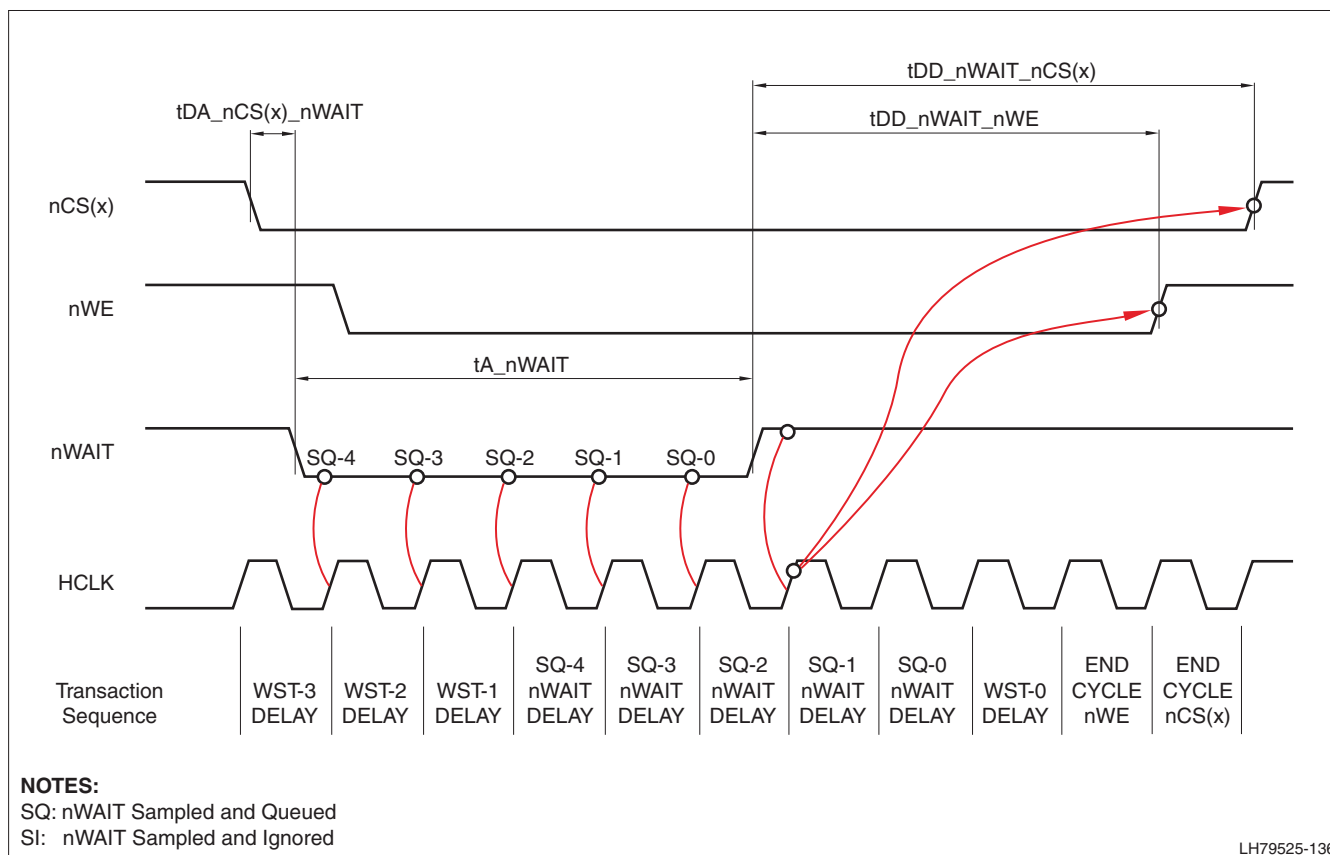 tDD_nWAIT_nCS(x)
tDA_nCS(x)_nWAIT
tDD_nWAIT_nWE
nCS(x)
nWE
tA_nWAIT
nWAIT
SQ-4
SQ-3
SQ-2
SQ-1
SQ-0
HCLK
Transaction
Sequence
WST-3
DELAY
WST-2
DELAY
WST-1
DELAY
SQ-4
nWAIT
DELAY
SQ-3
nWAIT
DELAY
SQ-2
nWAIT
DELAY
SQ-1
nWAIT
DELAY
SQ-0
nWAIT
DELAY
WST-0
DELAY
END
CYCLE
nWE
END
CYCLE
nCS(x)
NOTES:
SQ: nWAIT Sampled and Queued
SI: nWAIT Sampled and Ignored
LH79525-136